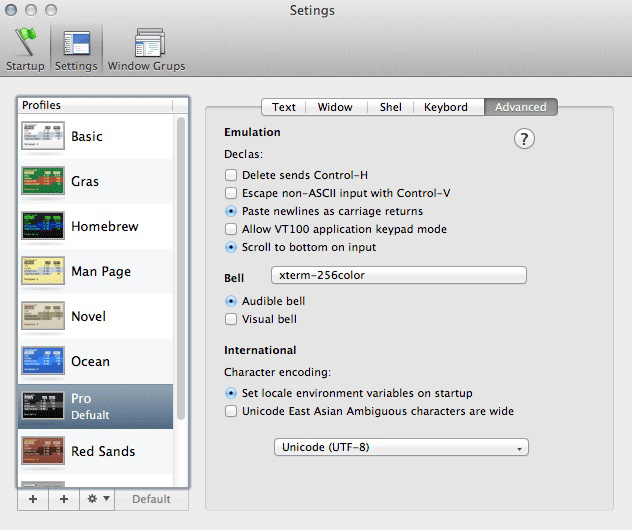 Setings
Startup Settings Window Grups
Profiles
Basic
Gras
Homebrew
Man Page
Novel
Ocean
Pro
Defualt
Red Sands
+ + Default
Text Widow Shel Keybord Advanced
Emulation
?
Declas:
Delete sends Control-H
Escape non-ASCII input with Control-V
Paste newlines as carriage returns
Allow VT100 application keypad mode
Scroll to bottom on input
Bell xterm-256color
Audible bell
Visual bell
International
Character encoding:
Set locale environment variables on startup
Unicode East Asian Ambiguous characters are wide
Unicode (UTF-8)